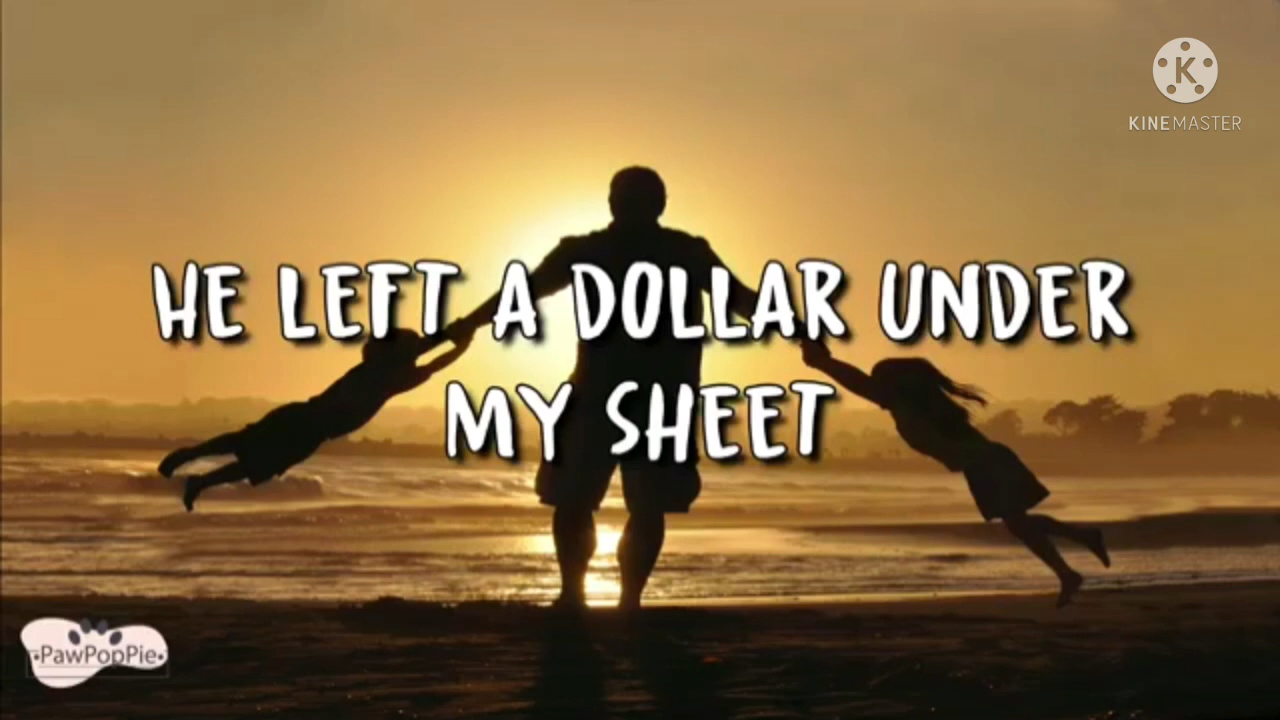 K
KINEMASTER
HE LEFT A DOLLAR UNDER
MY SHEET
•PawPopPie•